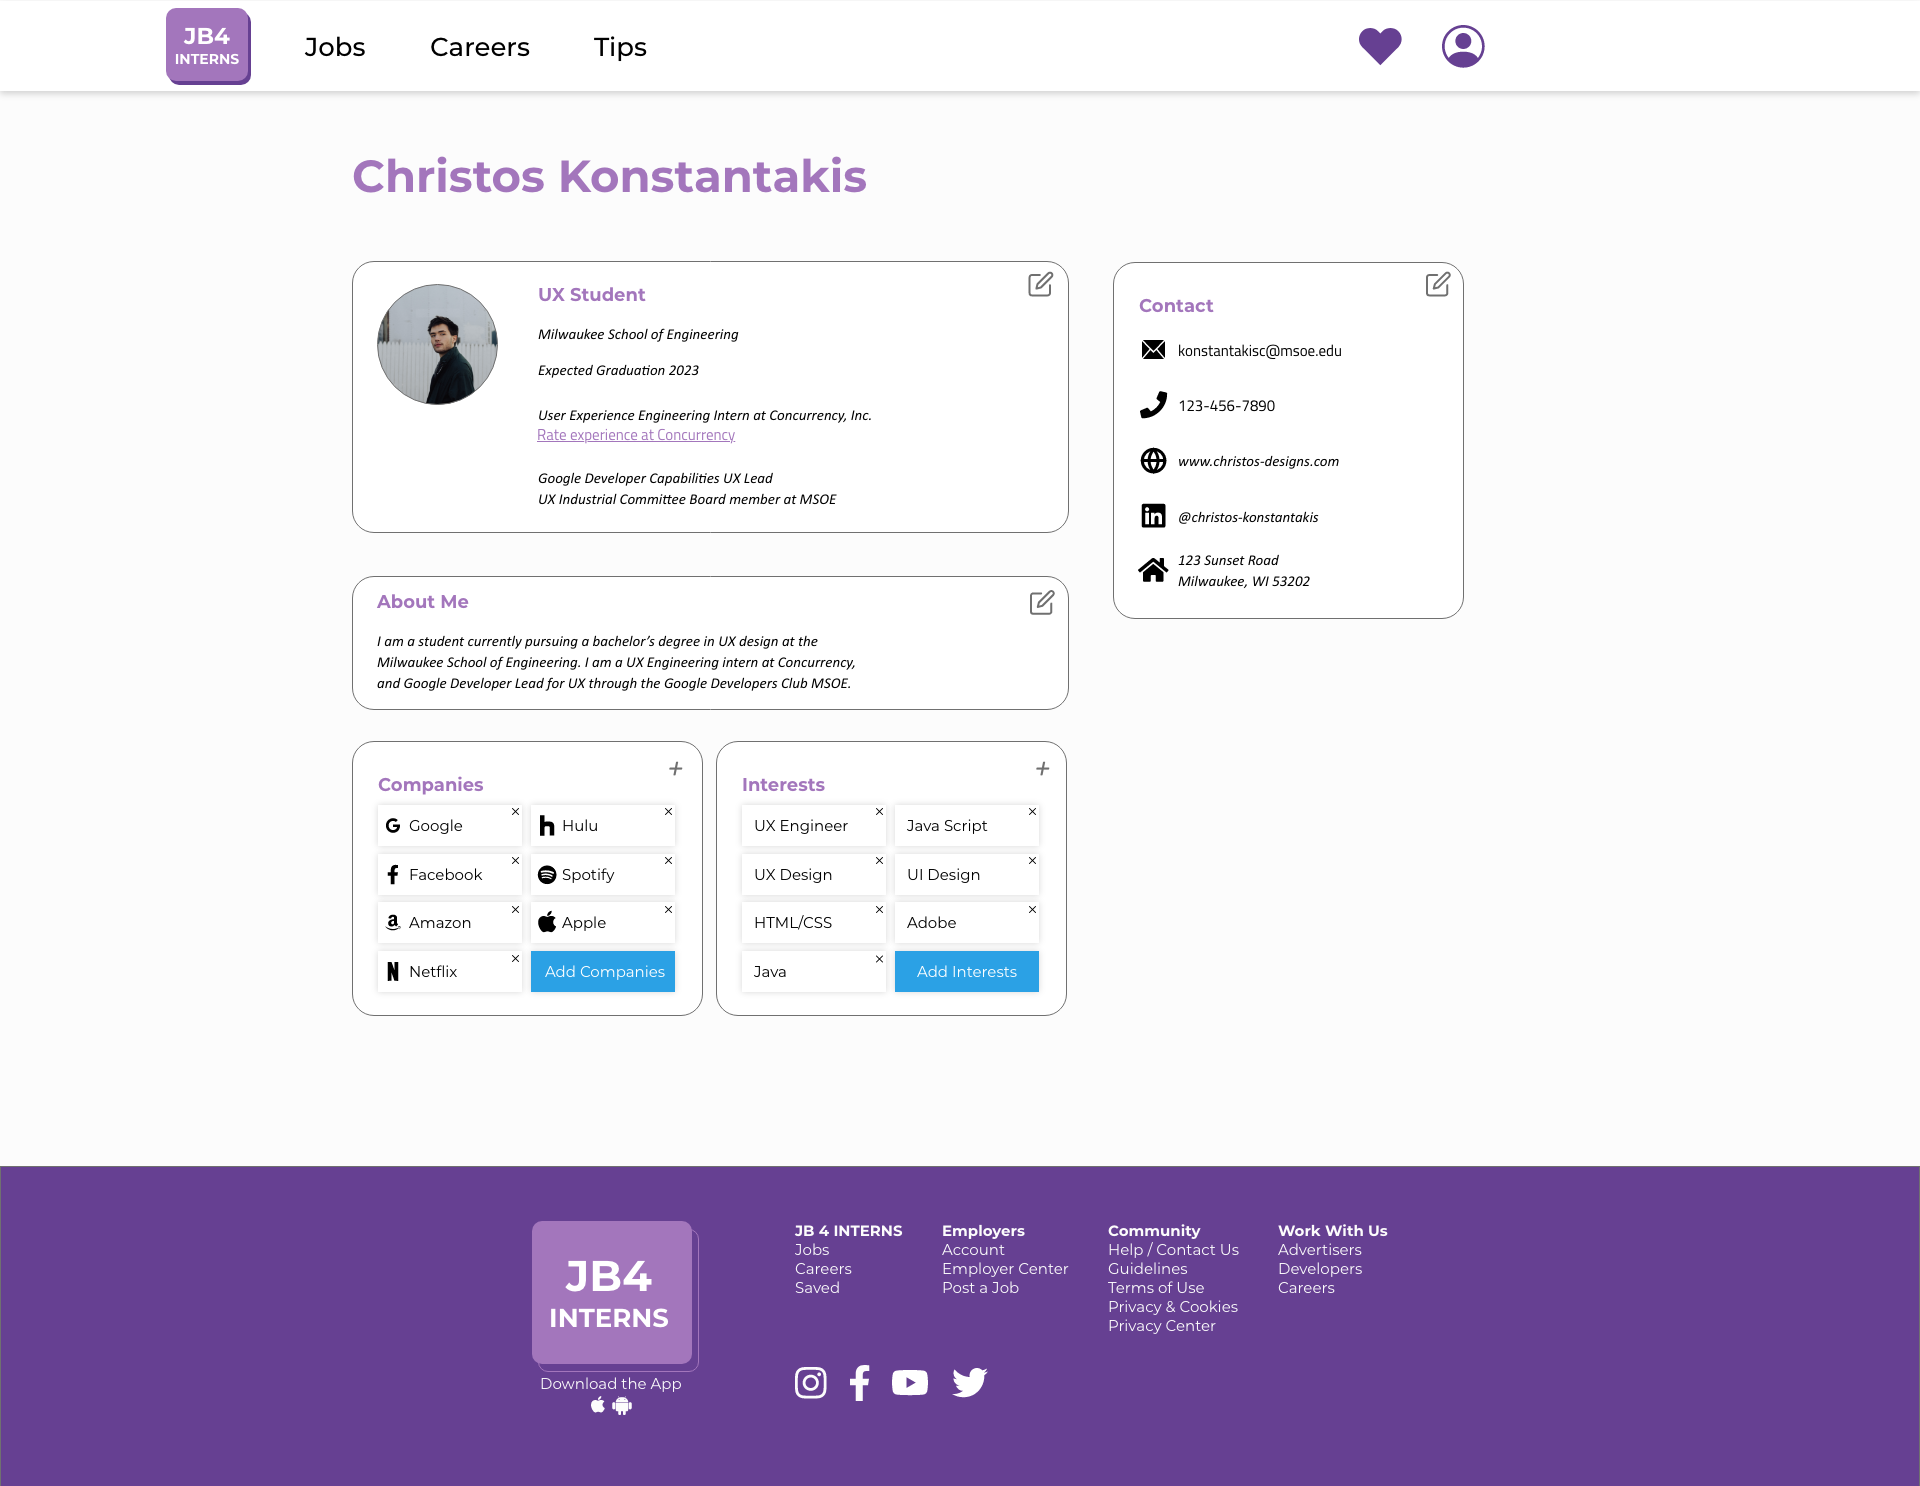 JB4
INTERNS
Jobs
Careers
Tips
Christos Konstantakis
UX Student
Milwaukee School of Engineering
Expected Graduation 2023
User Experience Engineering Intern at Concurrency, Inc.
Rate experience at Concurrency
Google Developer Capabilities UX Lead
UX Industrial Committee Board member at MSOE
Contact
konstantakisc@msoe.edu
123-456-7890
www.christos-designs.com
@christos-konstantakis
123 Sunset Road
Milwaukee, WI 53202
About Me
I am a student currently pursuing a bachelor’s degree in UX design at the
Milwaukee School of Engineering. I am a UX Engineering intern at Concurrency,
and Google Developer Lead for UX through the Google Developers Club MSOE.
Companies
Google
Hulu
Facebook
Spotify
Amazon
Apple
Netflix
Add Companies
Interests
UX Engineer
Java Script
UX Design
UI Design
HTML/CSS
Adobe
Java
Add Interests
JB4
INTERNS
Download the App
JB 4 INTERNS
Jobs
Careers
Saved
Employers
Account
Employer Center
Post a Job
Community
Help / Contact Us
Guidelines
Terms of Use
Privacy & Cookies
Privacy Center
Work With Us
Advertisers
Developers
Careers